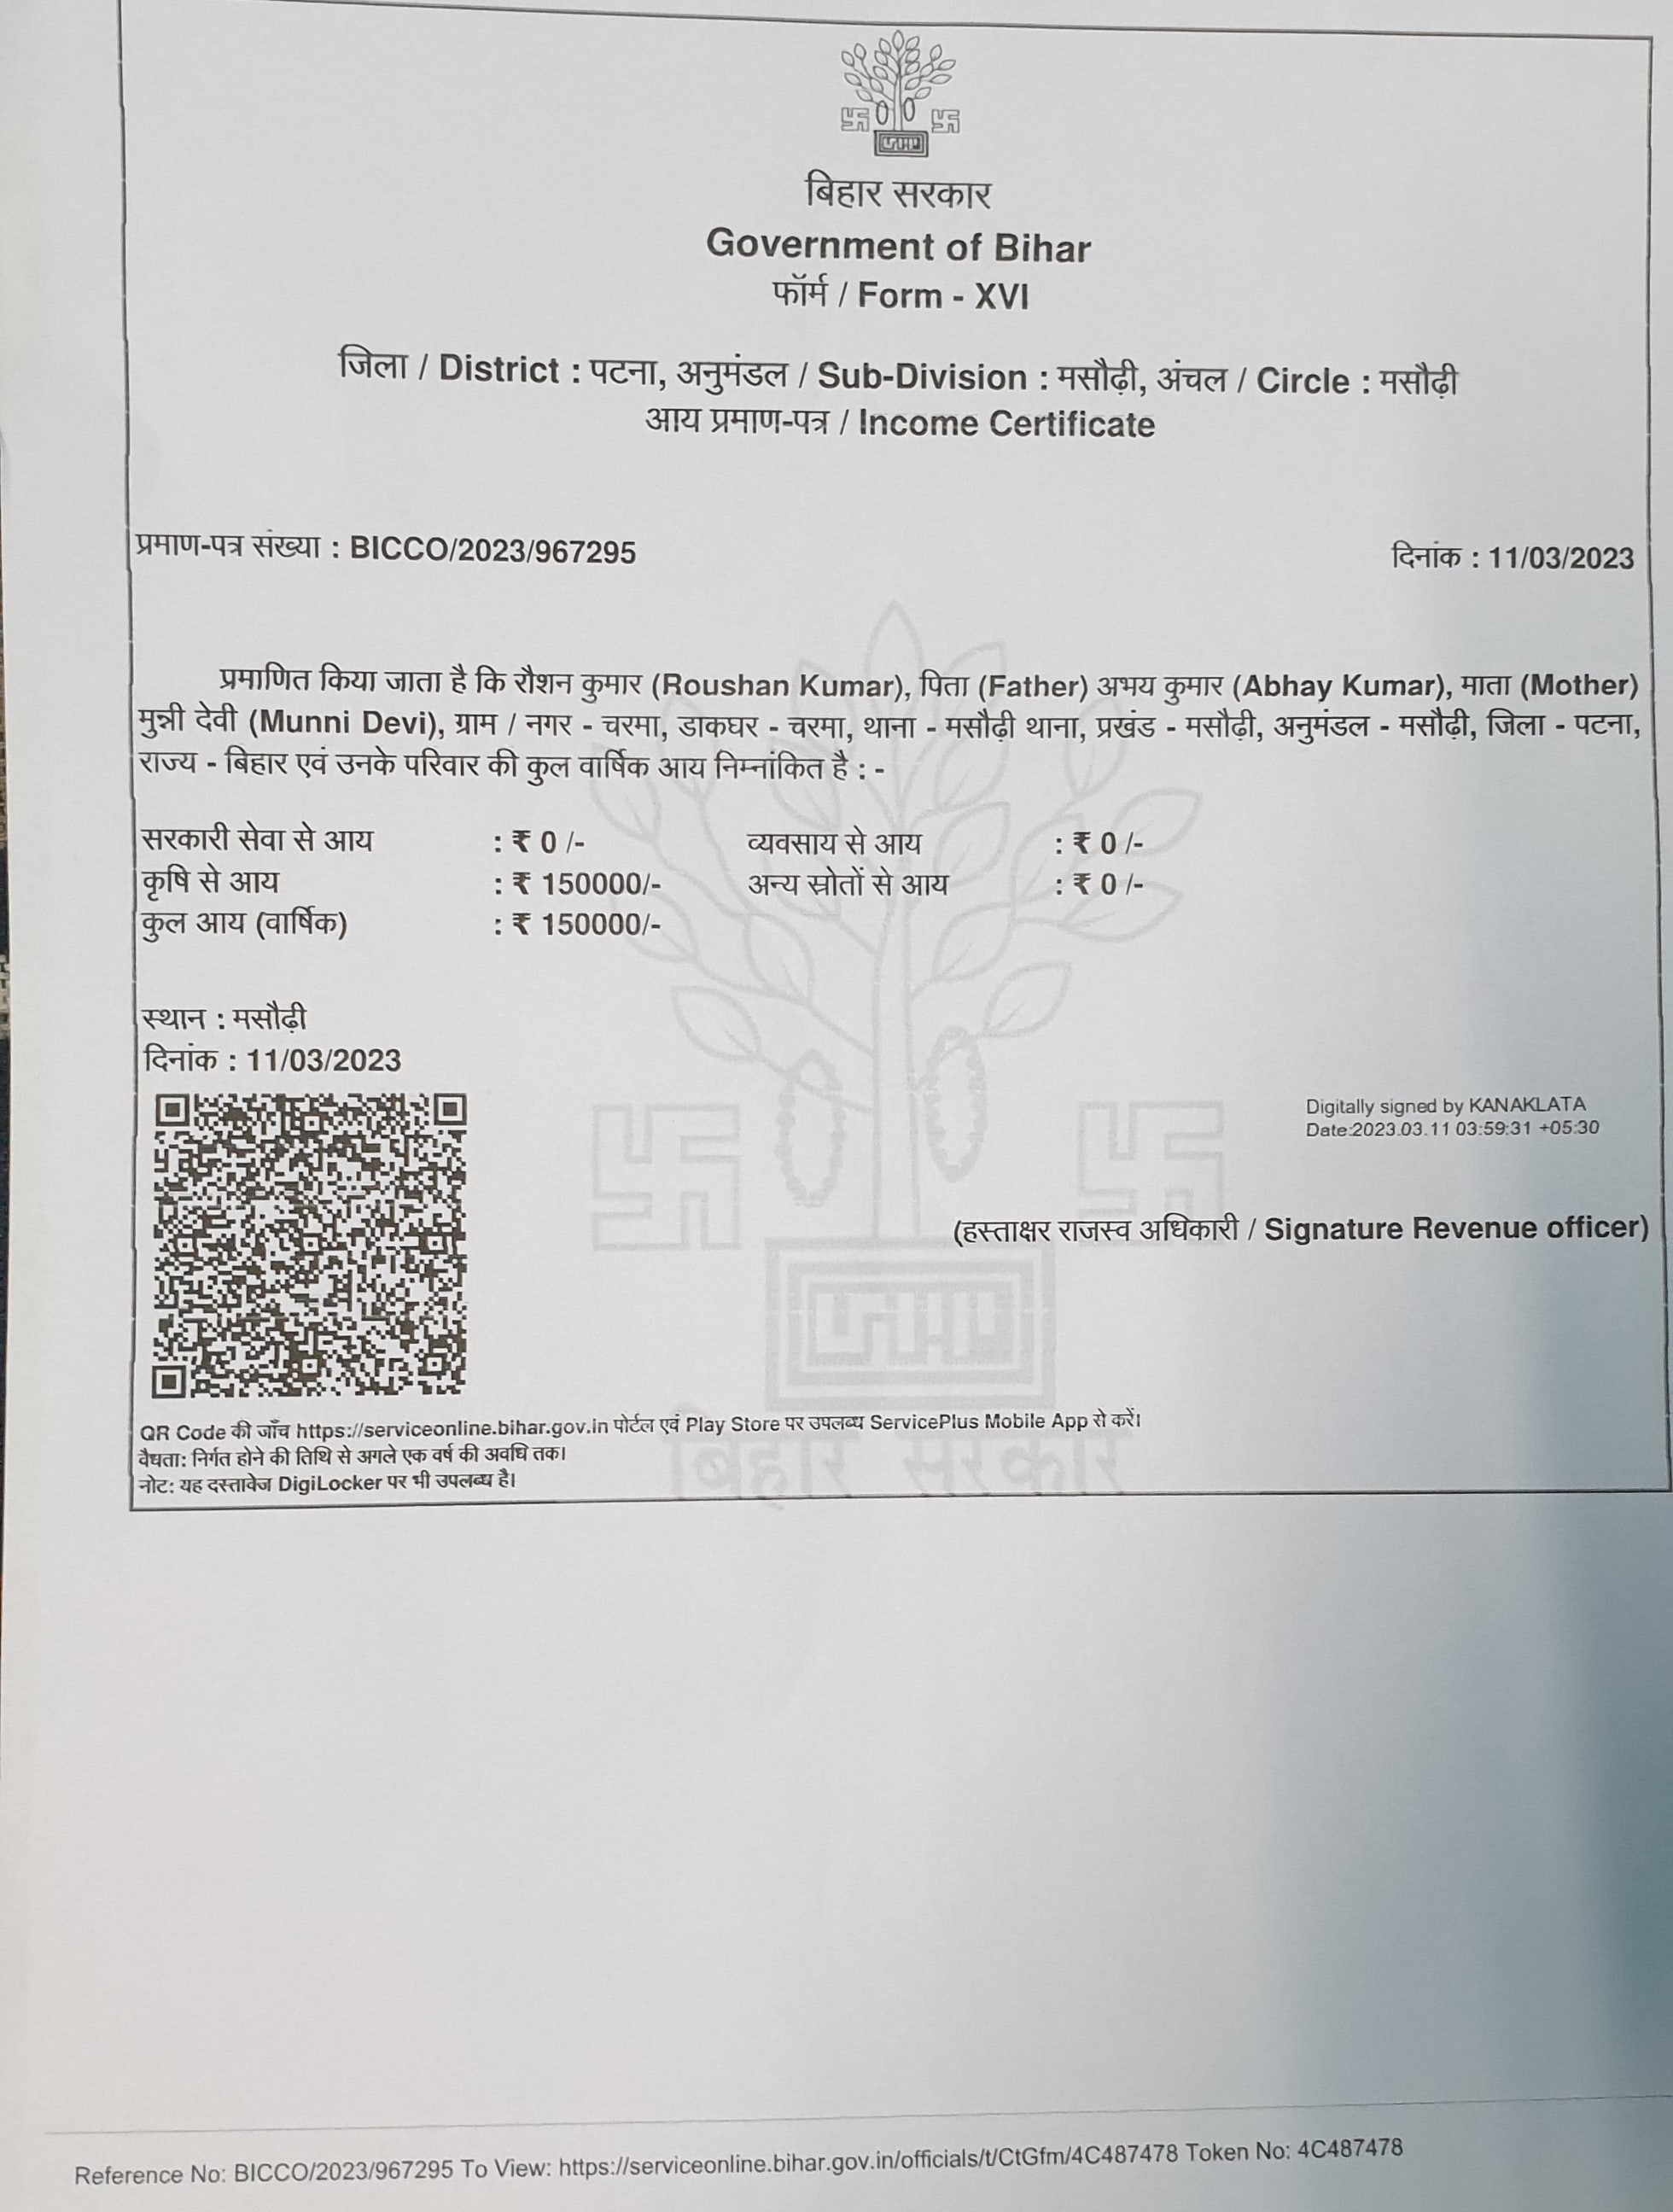 बिहार सरकार
Government of Bihar
फॉर्म / Form - XVI
जिला / District : पटना, अनुमंडल / Sub-Division : मसौढ़ी, अंचल / Circle : मसौढ़ी
आय प्रमाण-पत्र / Income Certificate
प्रमाण-पत्र संख्या : BICCO/2023/967295 दिनांक : 11/03/2023
प्रमाणित किया जाता है कि रौशन कुमार (Roushan Kumar), पिता (Father) अभय कुमार (Abhay Kumar), माता (Mother)
मुन्नी देवी (Munni Devi), ग्राम / नगर - चरमा, डाकघर - चरमा, थाना - मसौढ़ी थाना, प्रखंड - मसौढ़ी, अनुमंडल - मसौढ़ी, जिला - पटना,
राज्य - बिहार एवं उनके परिवार की कुल वार्षिक आय निम्नांकित है : -
सरकारी सेवा से आय : ₹ 0 /- व्यवसाय से आय : ₹ 0 /-
कृषि से आय : ₹ 150000/- अन्य स्रोतों से आय : ₹ 0 /-
कुल आय (वार्षिक) : ₹ 150000/-
स्थान : मसौढ़ी
दिनांक : 11/03/2023
Digitally signed by KANAKLATA
Date:2023.03.11 03:59:31 +05:30
(हस्ताक्षर राजस्व अधिकारी / Signature Revenue officer)
QR Code की जाँच https://serviceonline.bihar.gov.in पोर्टल एवं Play Store पर उपलब्ध ServicePlus Mobile App से करें।
वैधता: निर्गत होने की तिथि से अगले एक वर्ष की अवधि तक।
नोट: यह दस्तावेज DigiLocker पर भी उपलब्ध है।
बिहार सरकार
Reference No: BICCO/2023/967295 To View: https://serviceonline.bihar.gov.in/officials/t/CtGfm/4C487478 Token No: 4C487478